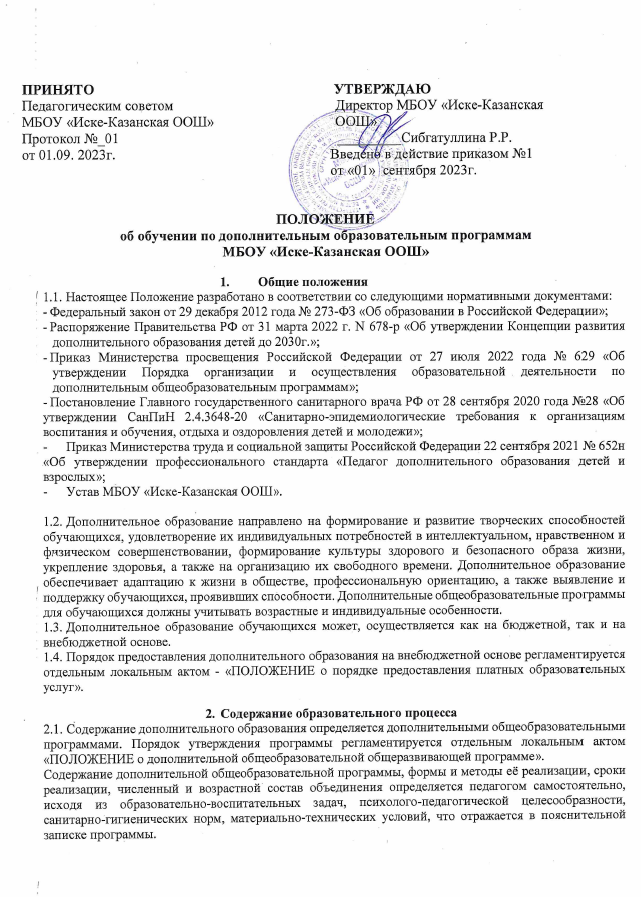 ПРИНЯТО
Педагогическим советом
МБОУ «Иске-Казанская ООШ»
Протокол №_01
от 01.09. 2023г.
УТВЕРЖДАЮ
Директор МБОУ «Иске-Казанская
ООШ»
Сибгатуллина Р.Р.
Введено в действие приказом №1
от «01» сентября 2023г.
ПОЛОЖЕНИЕ
об обучении по дополнительным образовательным программам
МБОУ «Иске-Казанская ООШ»
1. Общие положения
1.1. Настоящее Положение разработано в соответствии со следующими нормативными документами:
- Федеральный закон от 29 декабря 2012 года № 273-ФЗ «Об образовании в Российской Федерации»;
- Распоряжение Правительства РФ от 31 марта 2022 г. N 678-р «Об утверждении Концепции развития
дополнительного образования детей до 2030г.»;
- Приказ Министерства просвещения Российской Федерации от 27 июля 2022 года № 629 «Об
утверждении Порядка организации и осуществления образовательной деятельности по
дополнительным общеобразовательным программам»;
- Постановление Главного государственного санитарного врача РФ от 28 сентября 2020 года №28 «Об
утверждении СанПиН 2.4.3648-20 «Санитарно-эпидемиологические требования к организациям
воспитания и обучения, отдыха и оздоровления детей и молодежи»;
- Приказ Министерства труда и социальной защиты Российской Федерации 22 сентября 2021 № 652н
«Об утверждении профессионального стандарта «Педагог дополнительного образования детей и
взрослых»;
- Устав МБОУ «Иске-Казанская ООШ».
1.2. Дополнительное образование направлено на формирование и развитие творческих способностей
обучающихся, удовлетворение их индивидуальных потребностей в интеллектуальном, нравственном и
физическом совершенствовании, формирование культуры здорового и безопасного образа жизни,
укрепление здоровья, а также на организацию их свободного времени. Дополнительное образование
обеспечивает адаптацию к жизни в обществе, профессиональную ориентацию, а также выявление и
поддержку обучающихся, проявивших способности. Дополнительные общеобразовательные программы
для обучающихся должны учитывать возрастные и индивидуальные особенности.
1.3. Дополнительное образование обучающихся может, осуществляется как на бюджетной, так и на
внебюджетной основе.
1.4. Порядок предоставления дополнительного образования на внебюджетной основе регламентируется
отдельным локальным актом - «ПОЛОЖЕНИЕ о порядке предоставления платных образовательных
услуг».
2. Содержание образовательного процесса
2.1. Содержание дополнительного образования определяется дополнительными общеобразовательными
программами. Порядок утверждения программы регламентируется отдельным локальным актом
«ПОЛОЖЕНИЕ о дополнительной общеобразовательной общеразвивающей программе».
Содержание дополнительной общеобразовательной программы, формы и методы её реализации, сроки
реализации, численный и возрастной состав объединения определяется педагогом самостоятельно,
исходя из образовательно-воспитательных задач, психолого-педагогической целесообразности,
санитарно-гигиенических норм, материально-технических условий, что отражается в пояснительной
записке программы.